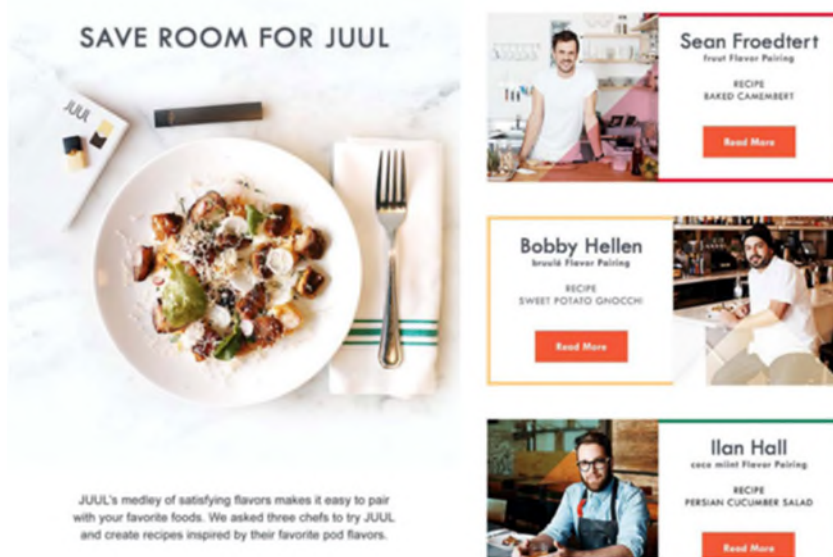 SAVE ROOM FOR JUUL
JUUL
JUUL's medley of satisfying flavors makes it easy to pair
with your favorite foods. We asked three chefs to try JUUL
and create recipes inspired by their favorite pod flavors.
Sean Froedtert
fruut Flavor Pairing
RECIPE
BAKED CAMEMBERT
Read More
Bobby Hellen
bruulé Flavor Pairing
RECIPE
SWEET POTATO GNOCCHI
Read More
Ilan Hall
coco miint Flavor Pairing
RECIPE
PERSIAN CUCUMBER SALAD
Read More